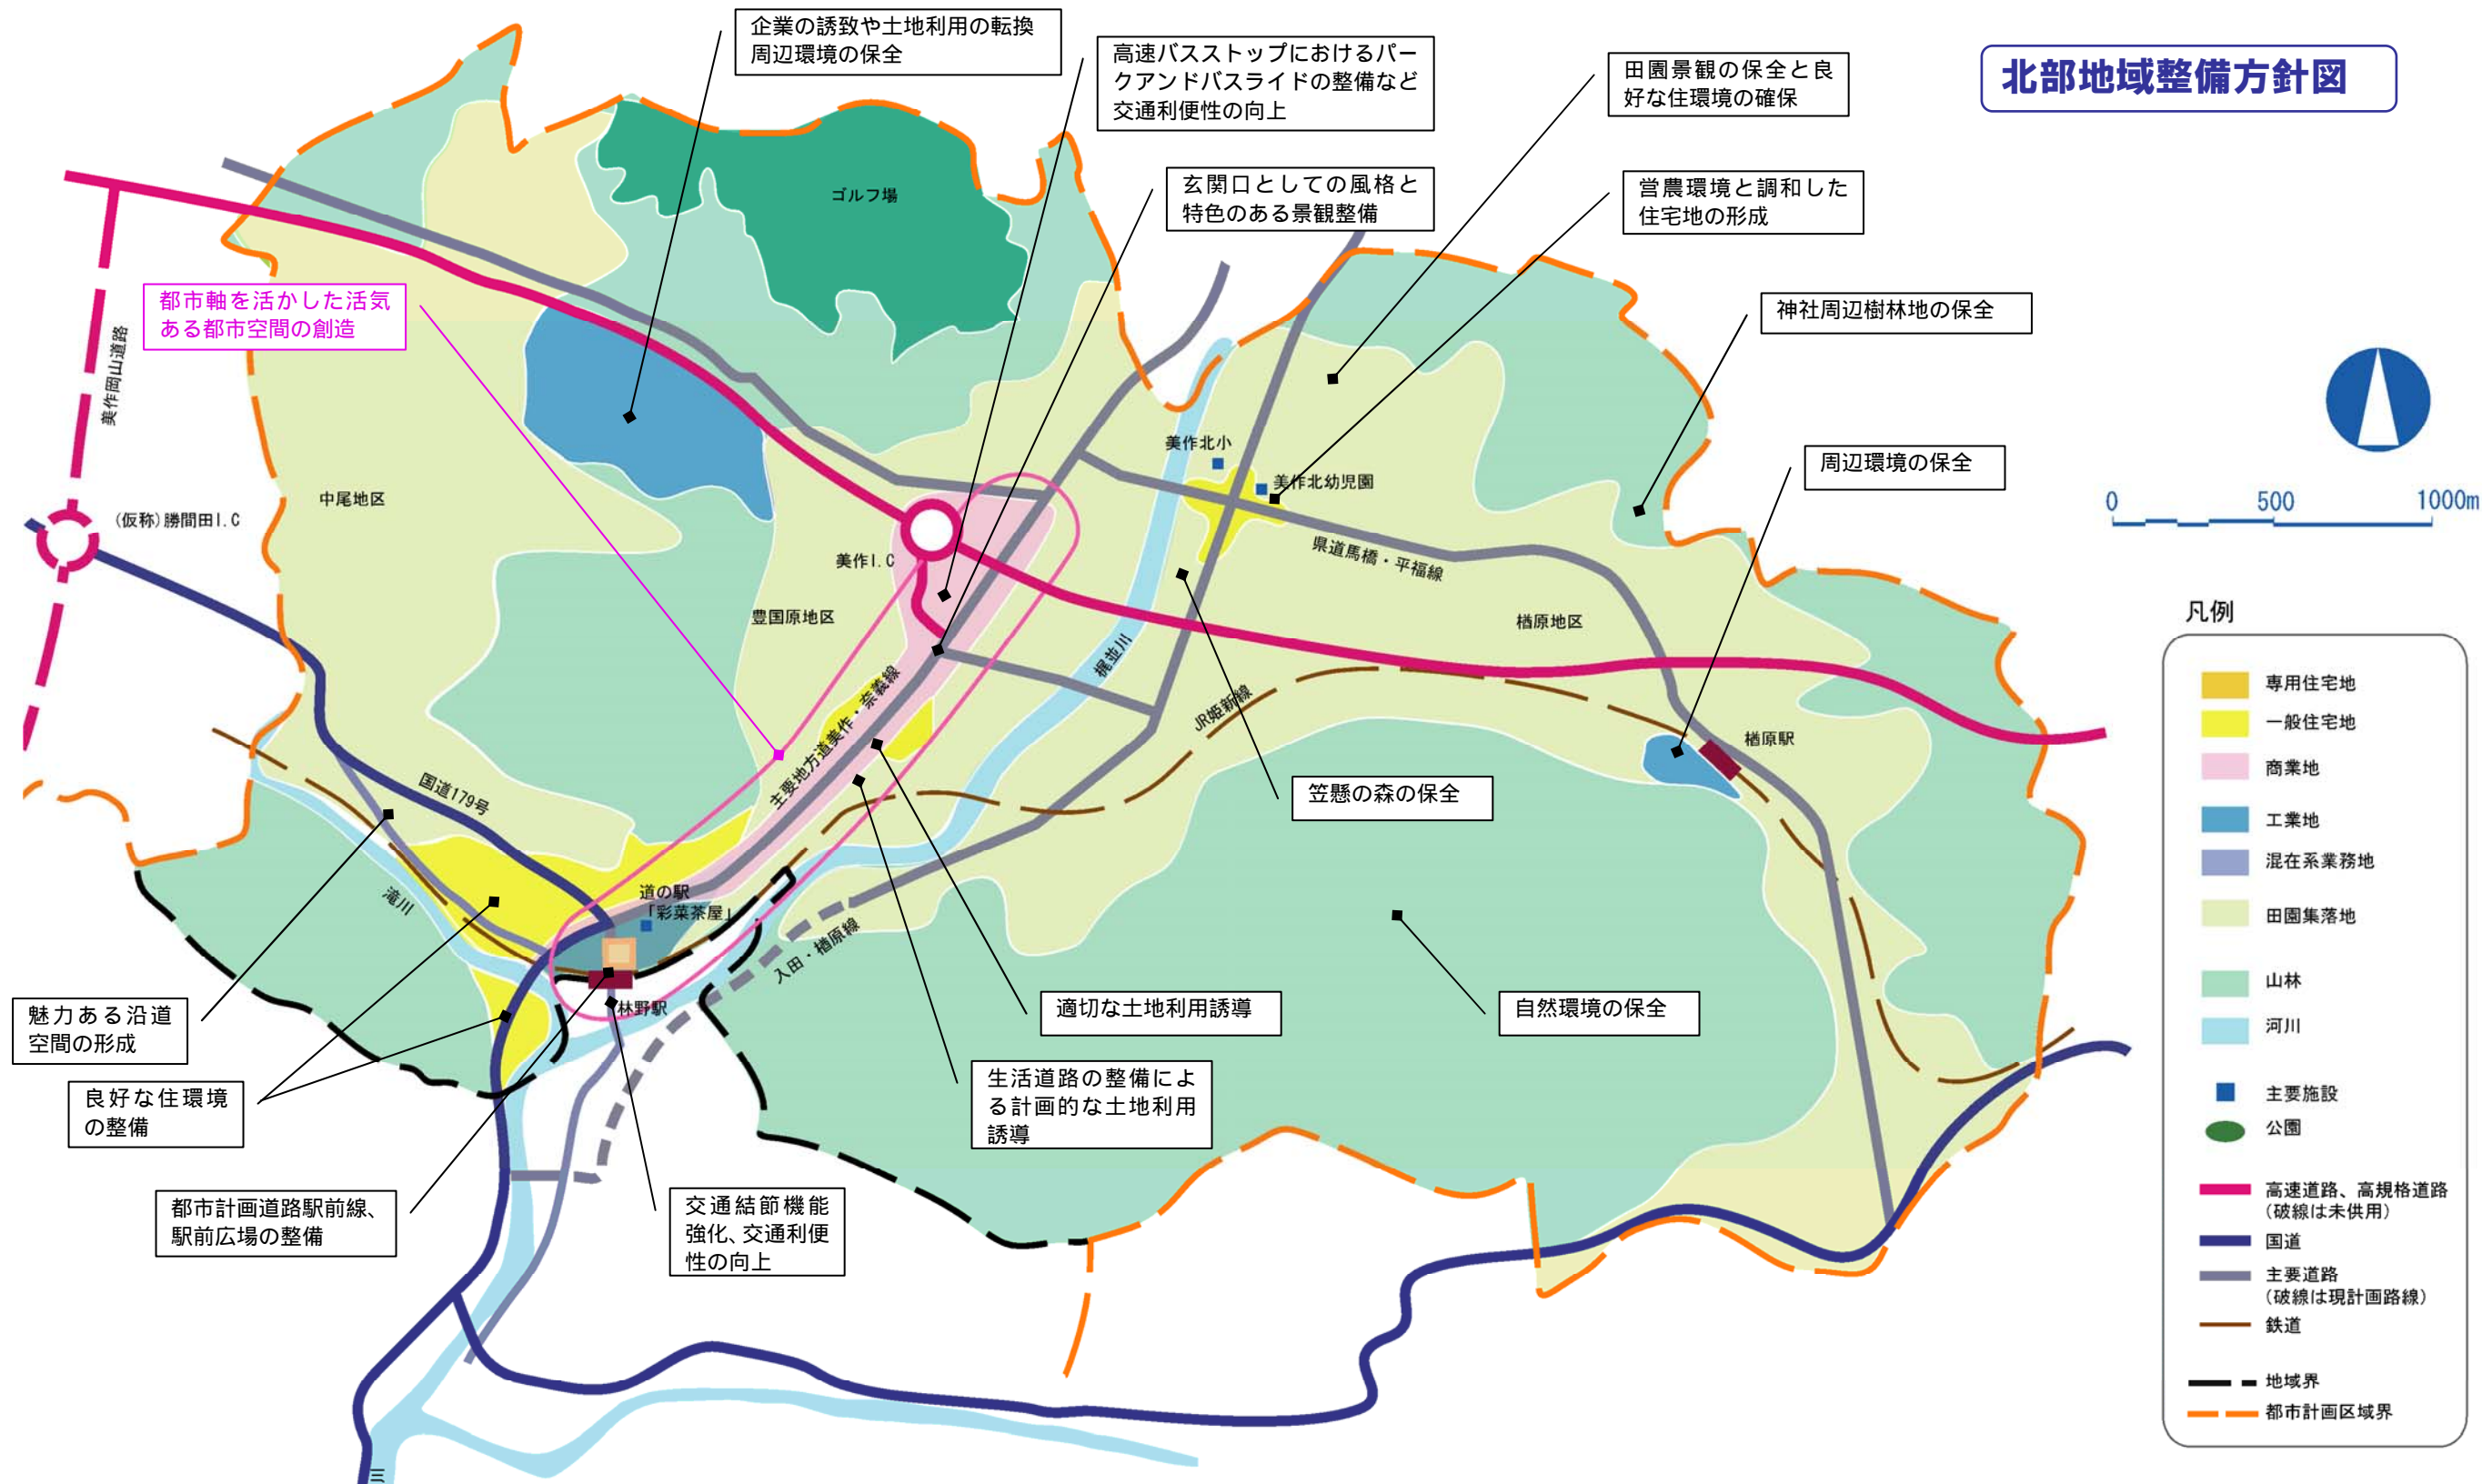 北部地域整備方針図
企業の誘致や土地利用の転換
周辺環境の保全
高速バスストップにおけるパー
クアンドバスライドの整備など
交通利便性の向上
田園景観の保全と良
好な住環境の確保
玄関口としての風格と
特色のある景観整備
営農環境と調和した
住宅地の形成
ゴルフ場
都市軸を活かした活気
ある都市空間の創造
神社周辺樹林地の保全
美作岡山道路
美作北小
美作北幼児園
周辺環境の保全
中尾地区
(仮称)勝間田I.C
0
500
1000m
美作I.C
県道馬橋・平福線
豊国原地区
楢原地区
梶並川
主要地方道美作・奈義線
JR姫新線
楢原駅
国道179号
笠懸の森の保全
滝川
道の駅
「彩菜茶屋」
入田・楢原線
林野駅
魅力ある沿道
空間の形成
適切な土地利用誘導
自然環境の保全
良好な住環境
の整備
生活道路の整備によ
る計画的な土地利用
誘導
都市計画道路駅前線、
駅前広場の整備
交通結節機能
強化、交通利便
性の向上
川
凡例
専用住宅地
一般住宅地
商業地
工業地
混在系業務地
田園集落地
山林
河川
主要施設
公園
高速道路、高規格道路
(破線は未供用)
国道
主要道路
(破線は現計画路線)
鉄道
地域界
都市計画区域界